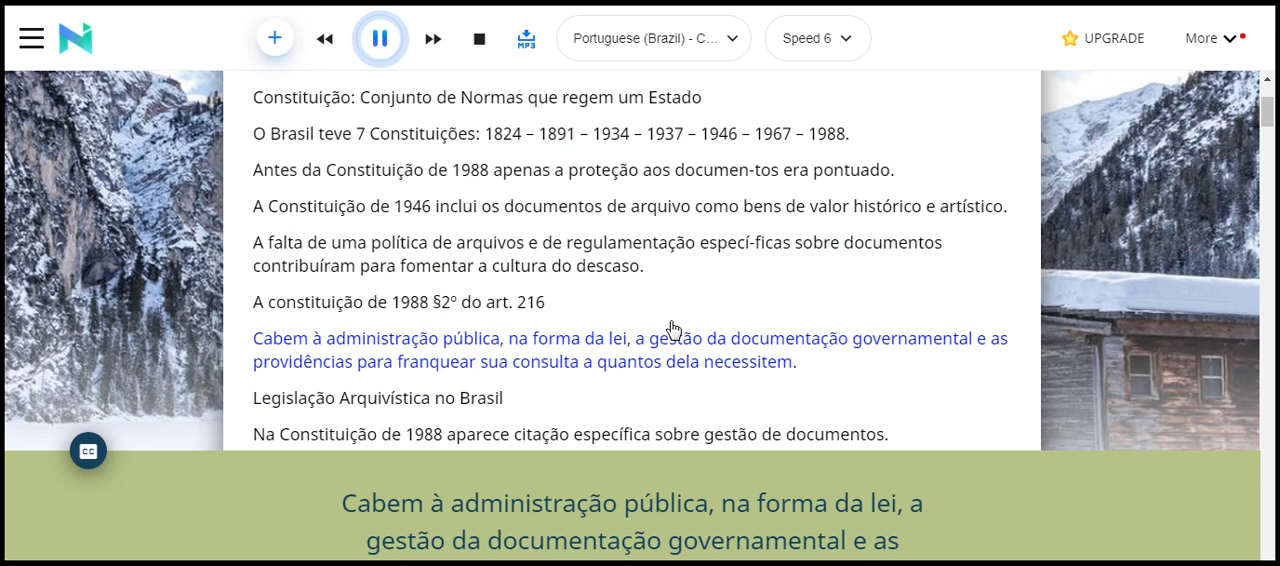 MP3
Portuguese (Brazil) - C...
Speed 6
UPGRADE
More
Constituição: Conjunto de Normas que regem um Estado
O Brasil teve 7 Constituições: 1824 – 1891 – 1934 – 1937 – 1946 – 1967 – 1988.
Antes da Constituição de 1988 apenas a proteção aos documen-tos era pontuado.
A Constituição de 1946 inclui os documentos de arquivo como bens de valor histórico e artístico.
A falta de uma política de arquivos e de regulamentação especí-ficas sobre documentos
contribuíram para fomentar a cultura do descaso.
A constituição de 1988 §2º do art. 216
Cabem à administração pública, na forma da lei, a gestão da documentação governamental e as
providências para franquear sua consulta a quantos dela necessitem.
Legislação Arquivística no Brasil
Na Constituição de 1988 aparece citação específica sobre gestão de documentos.
CC
Cabem à administração pública, na forma da lei, a
gestão da documentação governamental e as